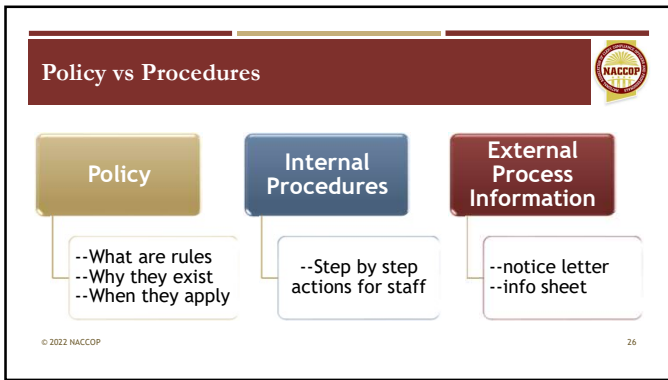 Policy vs Procedures
NACCOP
Policy
--What are rules
--Why they exist
--When they apply
Internal
Procedures
--Step by step
actions for staff
External
Process
Information
--notice letter
--info sheet
© 2022 NACCOP
26